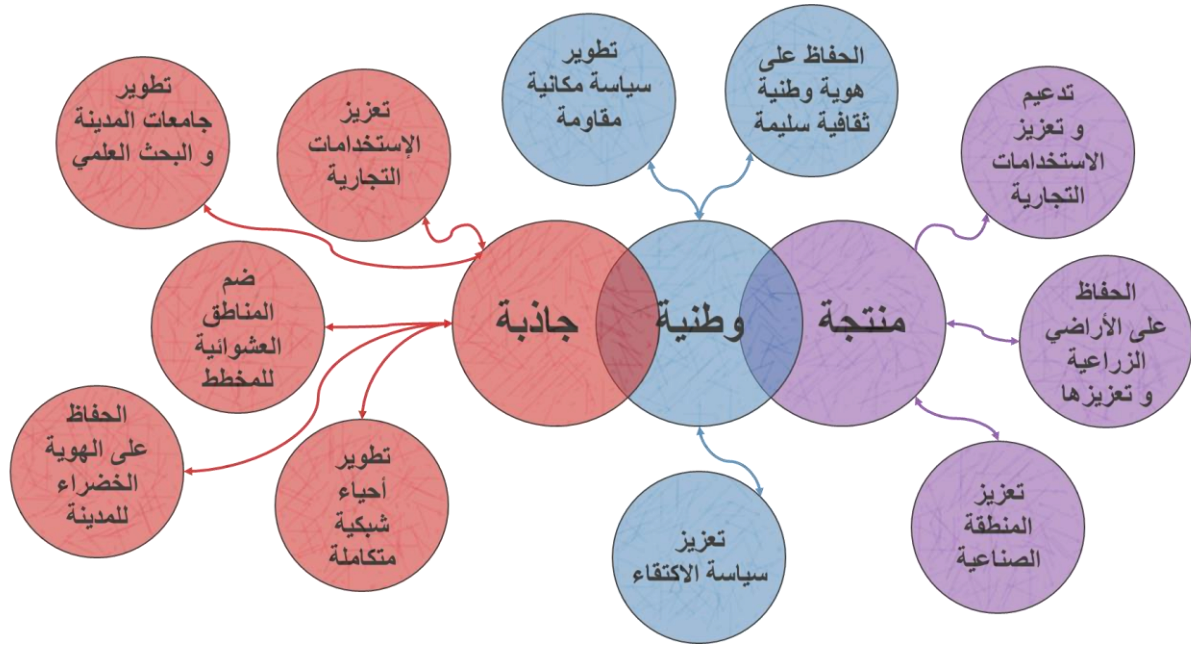 تدعيم
و تعزيز
الاستخدامات
التجارية
الحفاظ على
هوية وطنية
ثقافية سليمة
تطوير
سياسة مكانية
مقاومة
تعزيز
الإستخدامات
التجارية
تطوير
جامعات المدينة
و البحث العلمي
منتجة
وطنية
جاذبة
الحفاظ
على الأراضي
الزراعية
و تعزيزها
ضم
المناطق
العشوائية
للمخطط
تعزيز
المنطقة
الصناعية
تعزيز
سياسة الاكتفاء
تطوير
أحياء
شبكية
متكاملة
الحفاظ
على الهوية
الخضراء
للمدينة